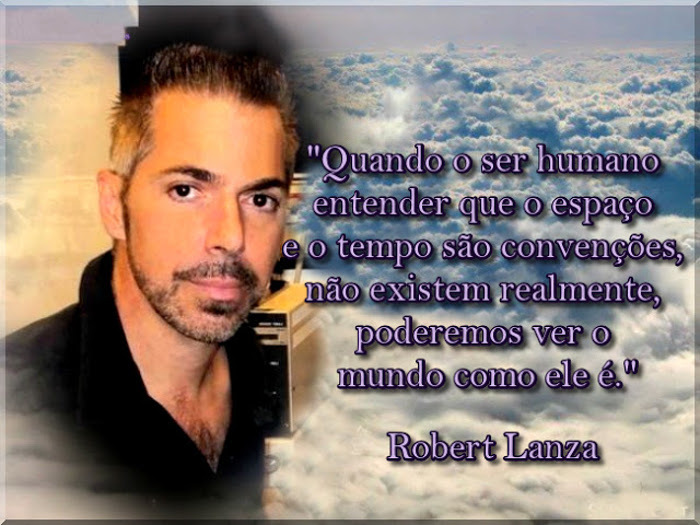 "Quando o ser humano
entender que o espaço
e o tempo são convenções,
não existem realmente,
poderemos ver o
mundo como ele é."
Robert Lanza